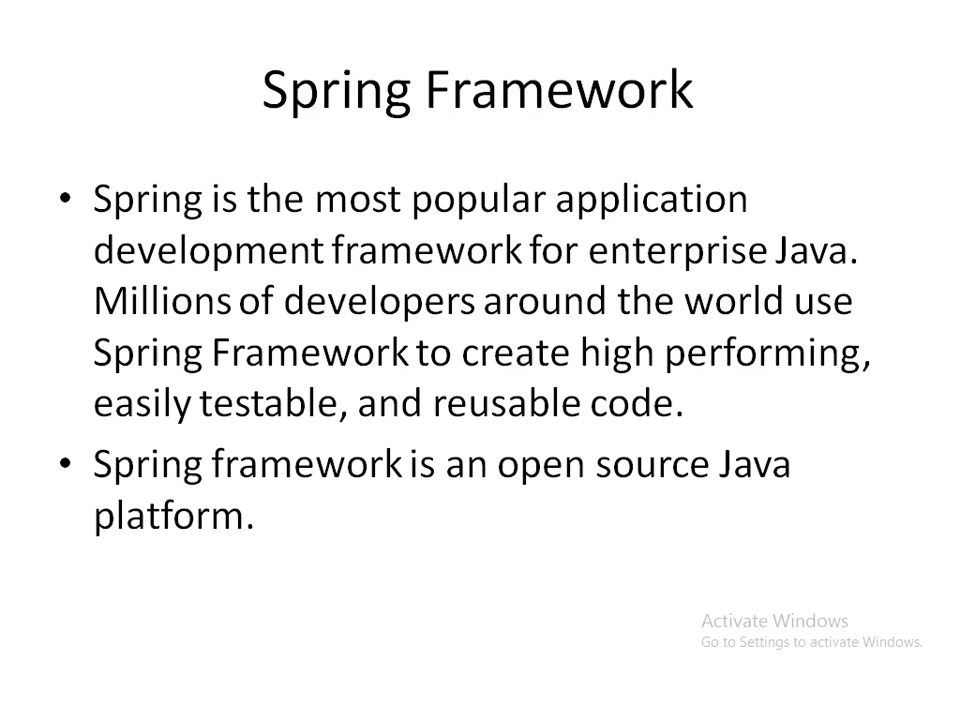 Spring Framework
• Spring is the most popular application
development framework for enterprise Java.
Millions of developers around the world use
Spring Framework to create high performing,
easily testable, and reusable code.
• Spring framework is an open source Java
platform.
Activate Windows
Go to Settings to activate Windows.